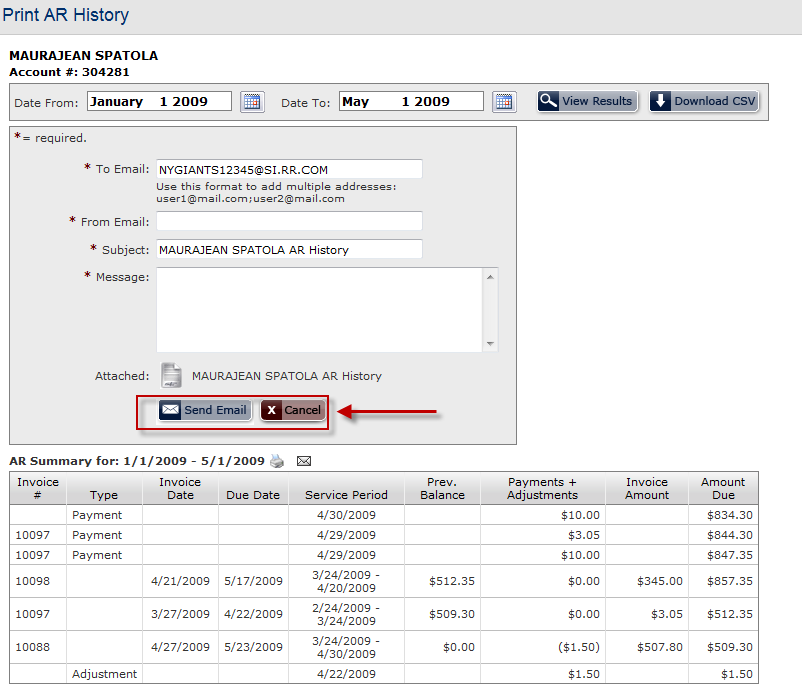 Print AR History
MAURAJEAN SPATOLA
Account #: 304281
Date From: January 1 2009 Date To: May 1 2009 View Results Download CSV
*= required.
* To Email: NYGIANTS12345@SI.RR.COM
Use this format to add multiple addresses:
user1@mail.com;user2@mail.com
* From Email:
* Subject: MAURAJEAN SPATOLA AR History
* Message:
Attached: MAURAJEAN SPATOLA AR History
Send Email X Cancel
AR Summary for: 1/1/2009 - 5/1/2009
Invoice # Type Invoice Date Due Date Service Period Prev. Balance Payments + Adjustments Invoice Amount Amount Due
Payment 4/30/2009 $10.00 $834.30
10097 Payment 4/29/2009 $3.05 $844.30
10097 Payment 4/29/2009 $10.00 $847.35
10098 4/21/2009 5/17/2009 3/24/2009 - 4/20/2009 $512.35 $0.00 $345.00 $857.35
10097 3/27/2009 4/22/2009 2/24/2009 - 3/24/2009 $509.30 $0.00 $3.05 $512.35
10088 4/27/2009 5/23/2009 3/24/2009 - 4/30/2009 $0.00 ($1.50) $507.80 $509.30
Adjustment 4/22/2009 $1.50 $1.50